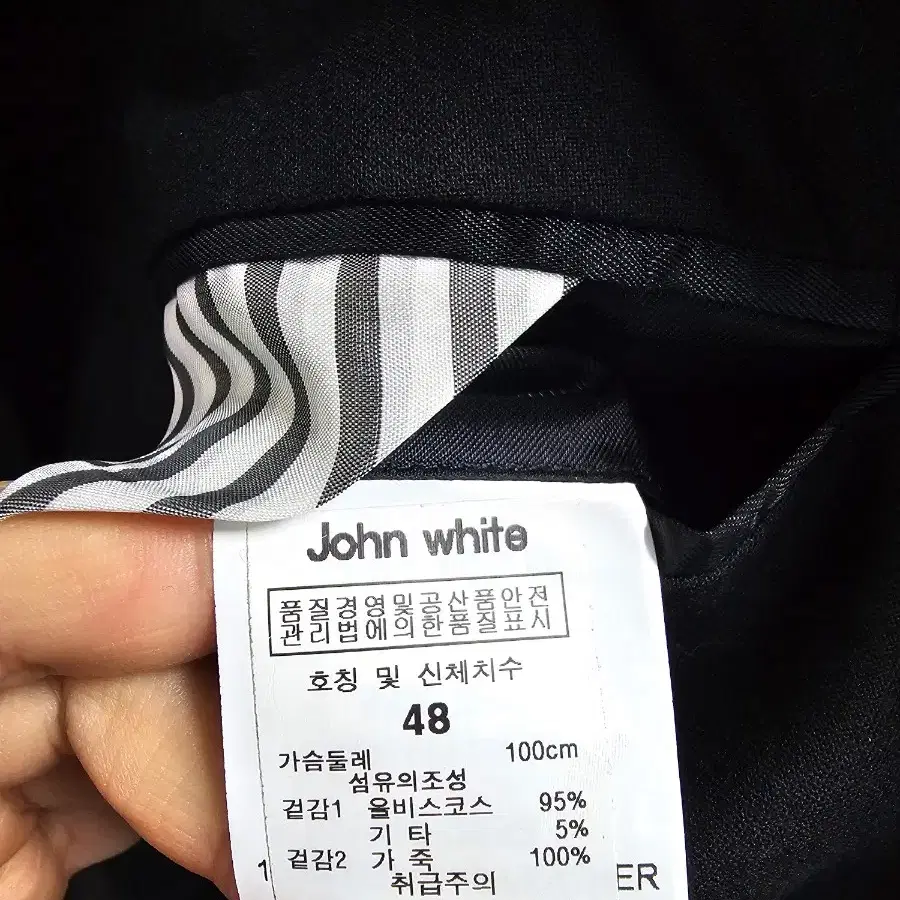 John white
품질경영및공산품안전
관리법에의한품질표시
호칭 및 신체치수
48
가슴둘레 100cm
섬유의조성
겉감1 울비스코스 95%
기 타 5%
겉감2 가 죽 100%
취급주의
1
ER